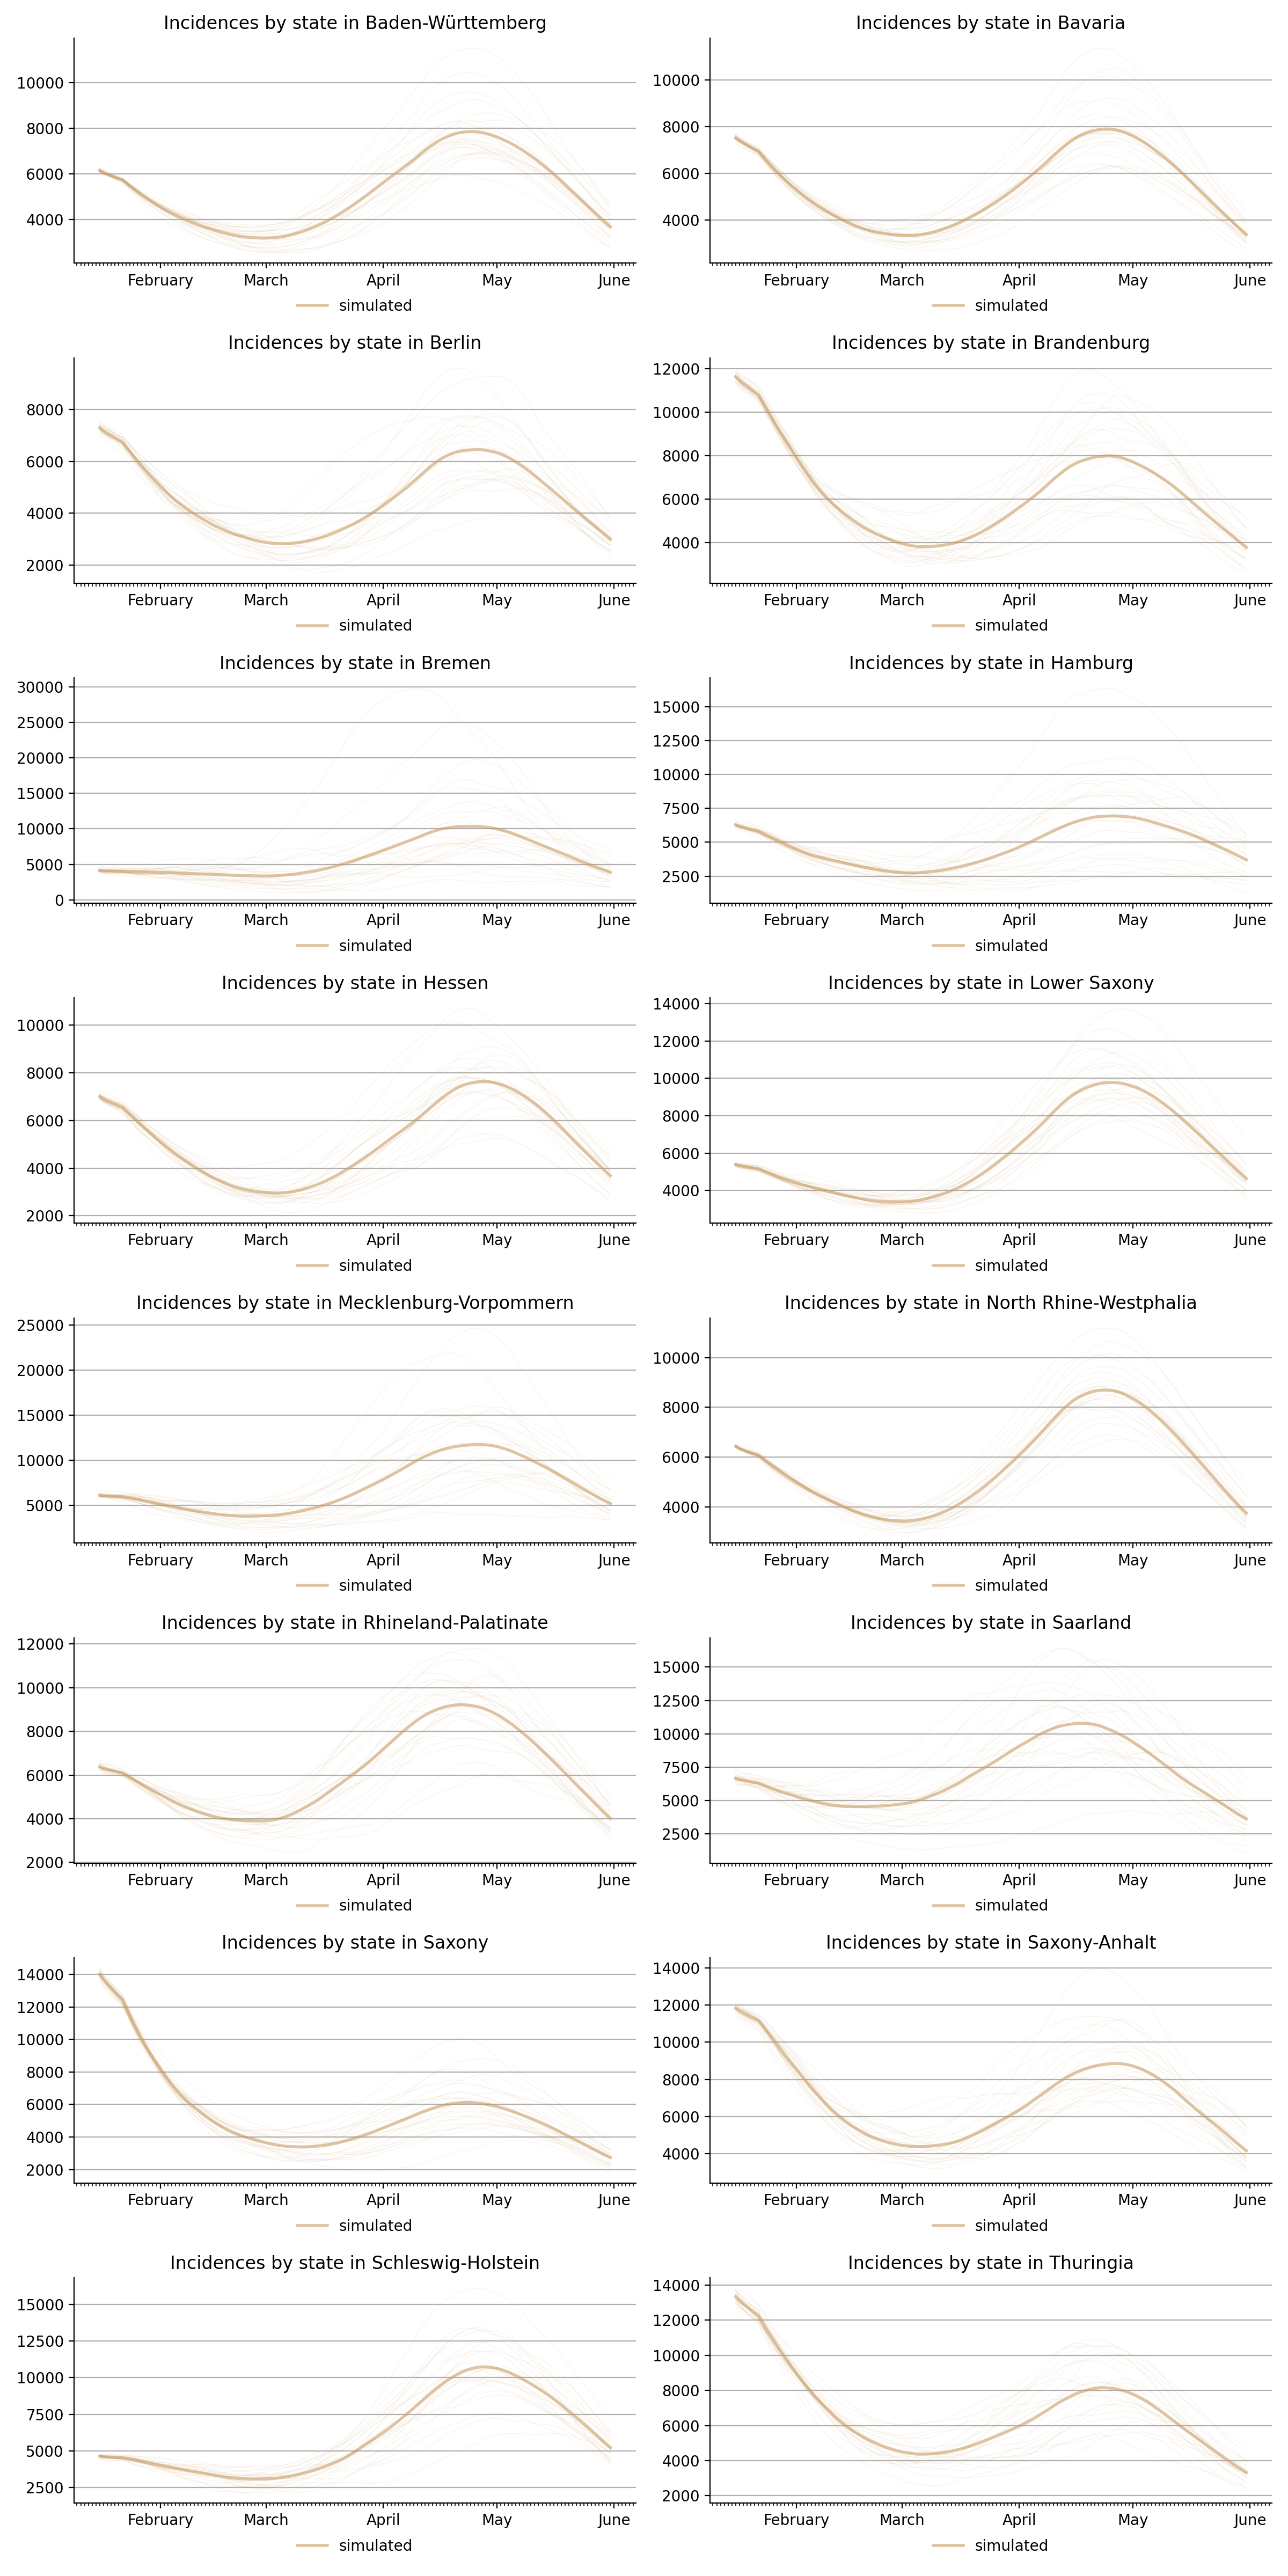 Incidences by state in Baden-Württemberg
10000
8000
6000
4000
February March April May June
simulated
Incidences by state in Bavaria
10000
8000
6000
4000
February March April May June
simulated
Incidences by state in Berlin
8000
6000
4000
2000
February March April May June
simulated
Incidences by state in Brandenburg
12000
10000
8000
6000
4000
February March April May June
simulated
Incidences by state in Bremen
30000
25000
20000
15000
10000
5000
0
February March April May June
simulated
Incidences by state in Hamburg
15000
12500
10000
7500
5000
2500
February March April May June
simulated
Incidences by state in Hessen
10000
8000
6000
4000
2000
February March April May June
simulated
Incidences by state in Lower Saxony
14000
12000
10000
8000
6000
4000
February March April May June
simulated
Incidences by state in Mecklenburg-Vorpommern
25000
20000
15000
10000
5000
February March April May June
simulated
Incidences by state in North Rhine-Westphalia
10000
8000
6000
4000
February March April May June
simulated
Incidences by state in Rhineland-Palatinate
12000
10000
8000
6000
4000
2000
February March April May June
simulated
Incidences by state in Saarland
15000
12500
10000
7500
5000
2500
February March April May June
simulated
Incidences by state in Saxony
14000
12000
10000
8000
6000
4000
2000
February March April May June
simulated
Incidences by state in Saxony-Anhalt
14000
12000
10000
8000
6000
4000
February March April May June
simulated
Incidences by state in Schleswig-Holstein
15000
12500
10000
7500
5000
2500
February March April May June
simulated
Incidences by state in Thuringia
14000
12000
10000
8000
6000
4000
2000
February March April May June
simulated